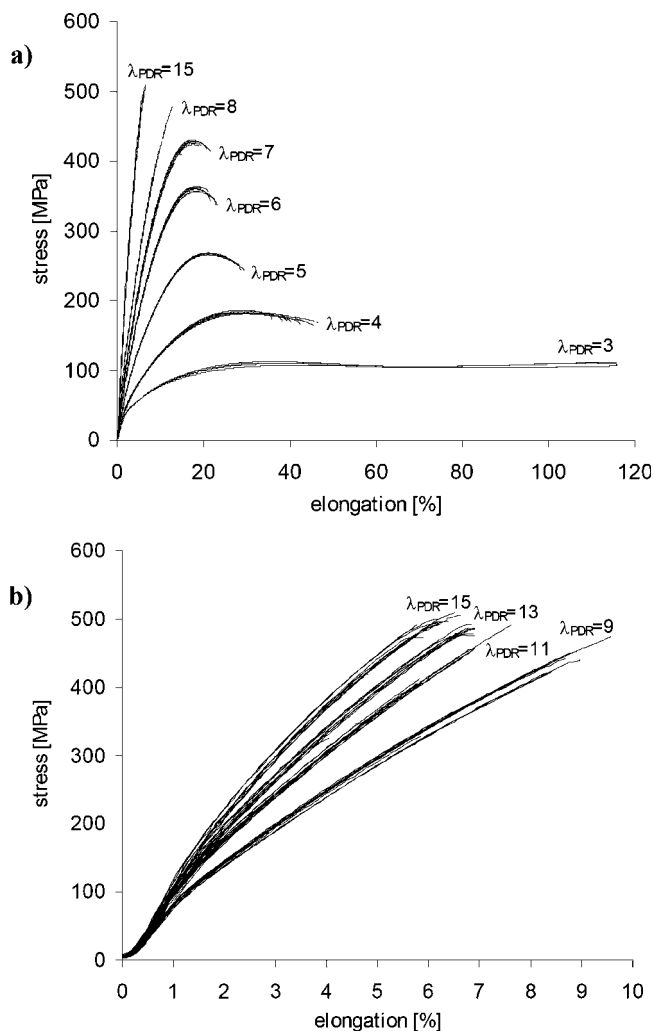 a)
600
500
400
300
200
100
0
stress [MPa]
λPDR=15
λPDR=8
λPDR=7
λPDR=6
λPDR=5
λPDR=4
λPDR=3
0 20 40 60 80 100 120
elongation [%]
b)
600
500
400
300
200
100
0
stress [MPa]
λPDR=15
λPDR=13
λPDR=9
λPDR=11
0 1 2 3 4 5 6 7 8 9 10
elongation [%]